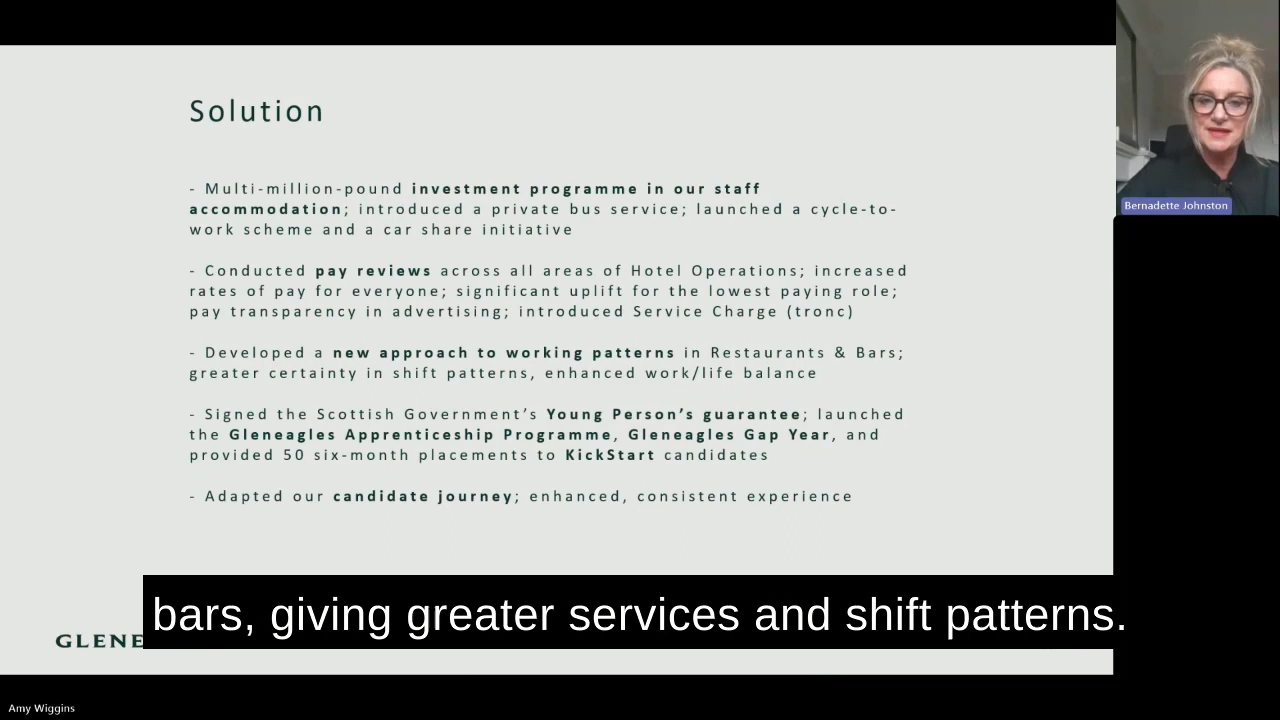 Solution
- Multi-million-pound investment programme in our staff
accommodation; introduced a private bus service; launched a cycle-to-
work scheme and a car share initiative
- Conducted pay reviews across all areas of Hotel Operations; increased
rates of pay for everyone; significant uplift for the lowest paying role;
pay transparency in advertising; introduced Service Charge (tronc)
- Developed a new approach to working patterns in Restaurants & Bars;
greater certainty in shift patterns, enhanced work/life balance
- Signed the Scottish Government’s Young Person’s guarantee; launched
the Gleneagles Apprenticeship Programme, Gleneagles Gap Year, and
provided 50 six-month placements to KickStart candidates
- Adapted our candidate journey; enhanced, consistent experience
Bernadette Johnston
bars, giving greater services and shift patterns.
GLENE
Amy Wiggins